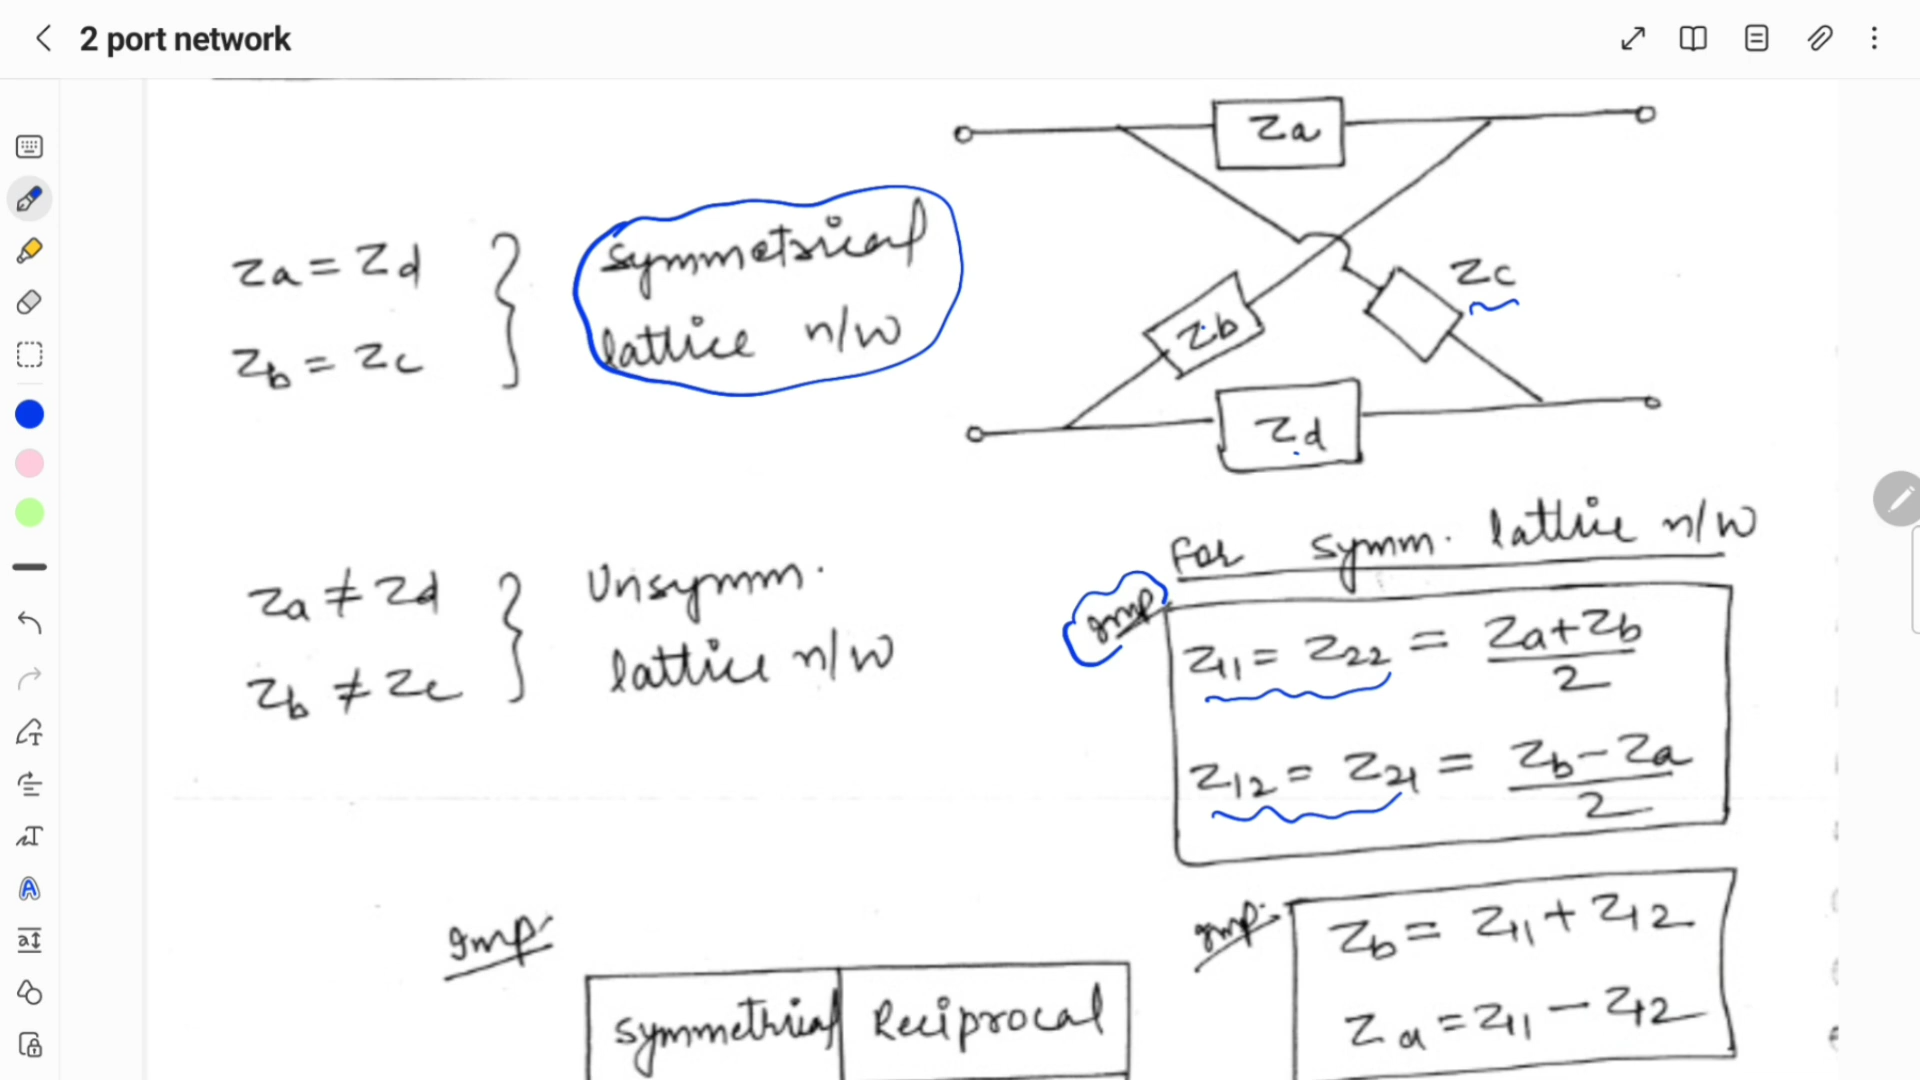 2 port network
Za
Zc
Zb
Zd
Za = Zd
Zb = Zc
Symmetrical
lattice n/w
Za ≠ Zd
Zb ≠ Zc
Unsymm.
lattice n/w
For symm. lattice n/w
Imp
Z11 = Z22 = Za+Zb
2
Z12 = Z21 = Zb-Za
2
Imp.
Zb = Z11 + Z12
Za = Z11 - Z12
Imp.
Symmetrical Reciprocal